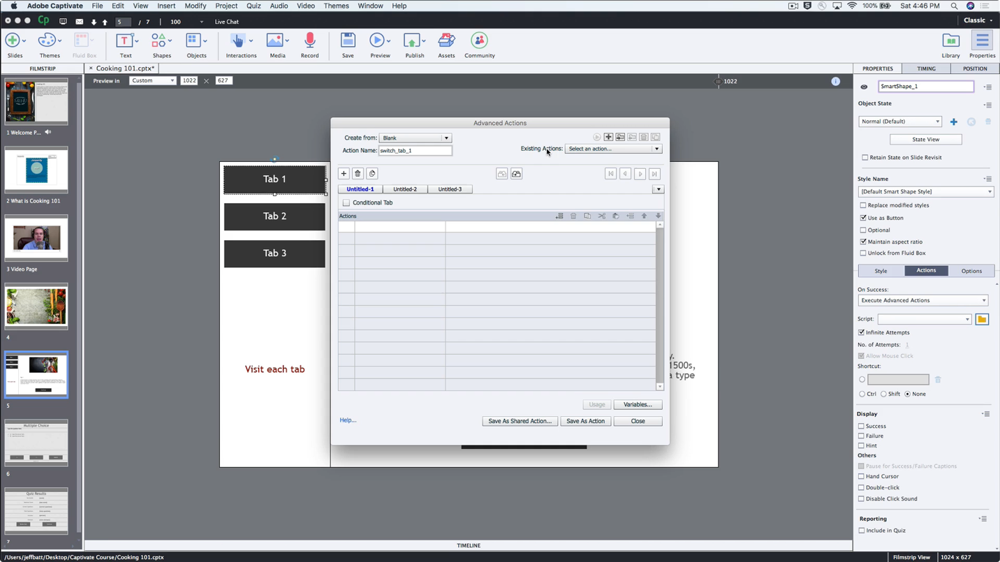 Adobe Captivate File Edit View Insert Modify Project Quiz Audio Video Themes Window Help 100% Sat 4:46 PM
Cp 5 / 7 100 Live Chat Classic
Slides Themes Fluid Box Text Shapes Objects Interactions Media Record Save Preview Publish Assets Community Library Properties
FILMSTRIP × Cooking 101.cptx* PROPERTIES TIMING POSITION
Preview in Custom 1022 × 627 1022
SmartShape_1
Object State
Normal (Default)
State View
Retain State on Slide Revisit
Style Name
[Default Smart Shape Style]
Replace modified styles
Use as Button
Optional
Maintain aspect ratio
Unlock from Fluid Box
Style Actions Options
On Success:
Execute Advanced Actions
Script:
Infinite Attempts
No. of Attempts: 1
Allow Mouse Click
Shortcut:
Ctrl Shift None
Display
Success
Failure
Hint
Others
Pause for Success/Failure Captions
Hand Cursor
Double-click
Disable Click Sound
Reporting
Include in Quiz
1 Welcome P...
2 What is Cooking 101
3 Video Page
4
5
Multiple Choice
6
Quiz Results
7
Tab 1
Tab 2
Tab 3
Visit each tab
y.
1500s,
a type
Advanced Actions
Create from: Blank
Action Name: switch_tab_1
Existing Actions: Select an action...
Untitled-1 Untitled-2 Untitled-3
Conditional Tab
Actions
Usage Variables...
Help... Save As Shared Action... Save As Action Close
TIMELINE
/Users/jeffbatt/Desktop/Captivate Course/Cooking 101.cptx Filmstrip View 1024 x 627